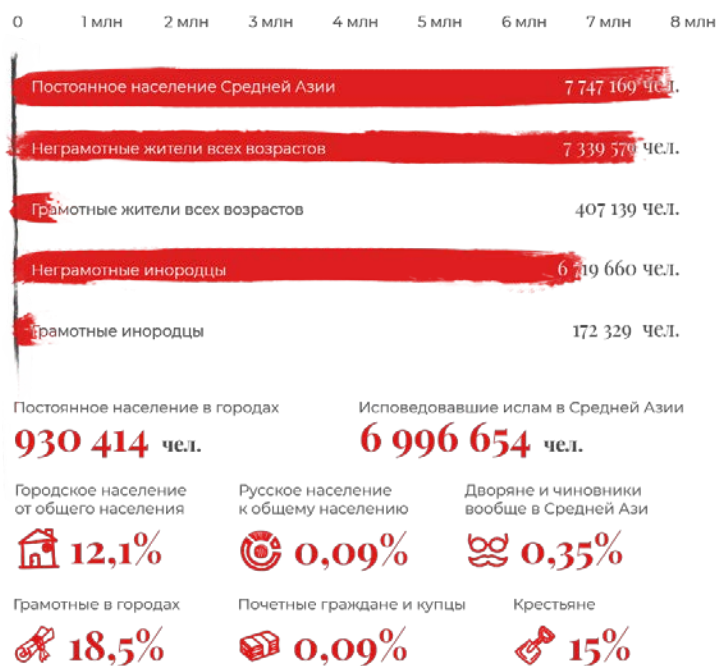 0 1 млн 2 млн 3 млн 4 млн 5 млн 6 млн 7 млн 8 млн
Постоянное население Средней Азии 7 747 169 чел.
Неграмотные жители всех возрастов 7 339 579 чел.
Грамотные жители всех возрастов 407 139 чел.
Неграмотные инородцы 6 719 660 чел.
Грамотные инородцы 172 329 чел.
Постоянное население в городах
930 414 чел.
Исповедовавшие ислам в Средней Азии
6 996 654 чел.
Городское население
от общего населения
12,1%
Русское население
к общему населению
0,09%
Дворяне и чиновники
вообще в Средней Ази
0,35%
Грамотные в городах
18,5%
Почетные граждане и купцы
0,09%
Крестьяне
15%